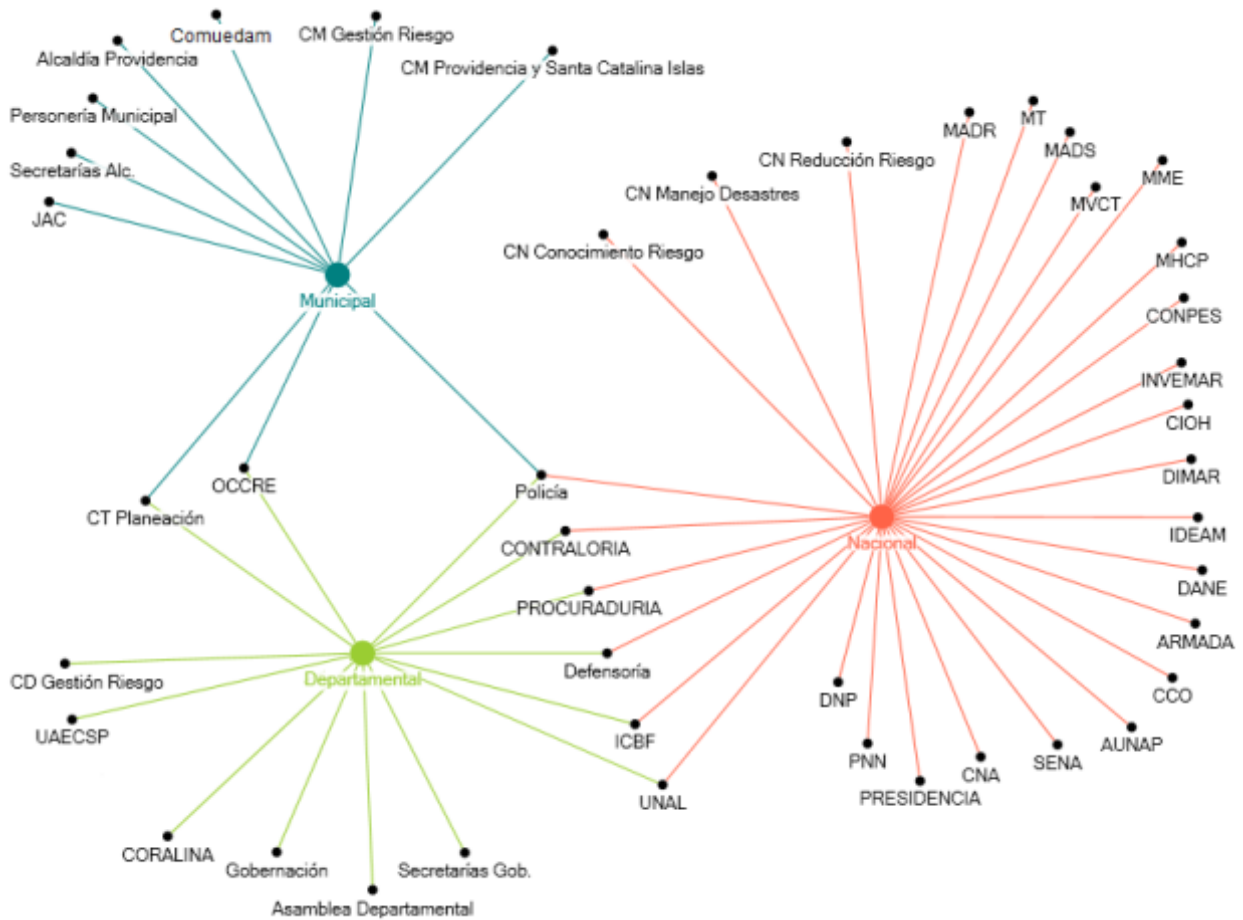 Comuedam
CM Gestión Riesgo
Alcaldía Providencia
CM Providencia y Santa Catalina Islas
Personería Municipal
Secretarías Alc.
JAC
Municipal
MT
MADR
MADS
CN Reducción Riesgo
MME
CN Manejo Desastres
MVCT
CN Conocimiento Riesgo
MHCP
CONPES
INVEMAR
CIOH
DIMAR
OCCRE
Policía
CT Planeación
IDEAM
CONTRALORIA
Nacional
DANE
PROCURADURIA
ARMADA
Defensoría
Departamental
CD Gestión Riesgo
CCO
DNP
UAECSP
ICBF
AUNAP
PNN
SENA
CNA
PRESIDENCIA
UNAL
CORALINA
Gobernación
Secretarías Gob.
Asamblea Departamental